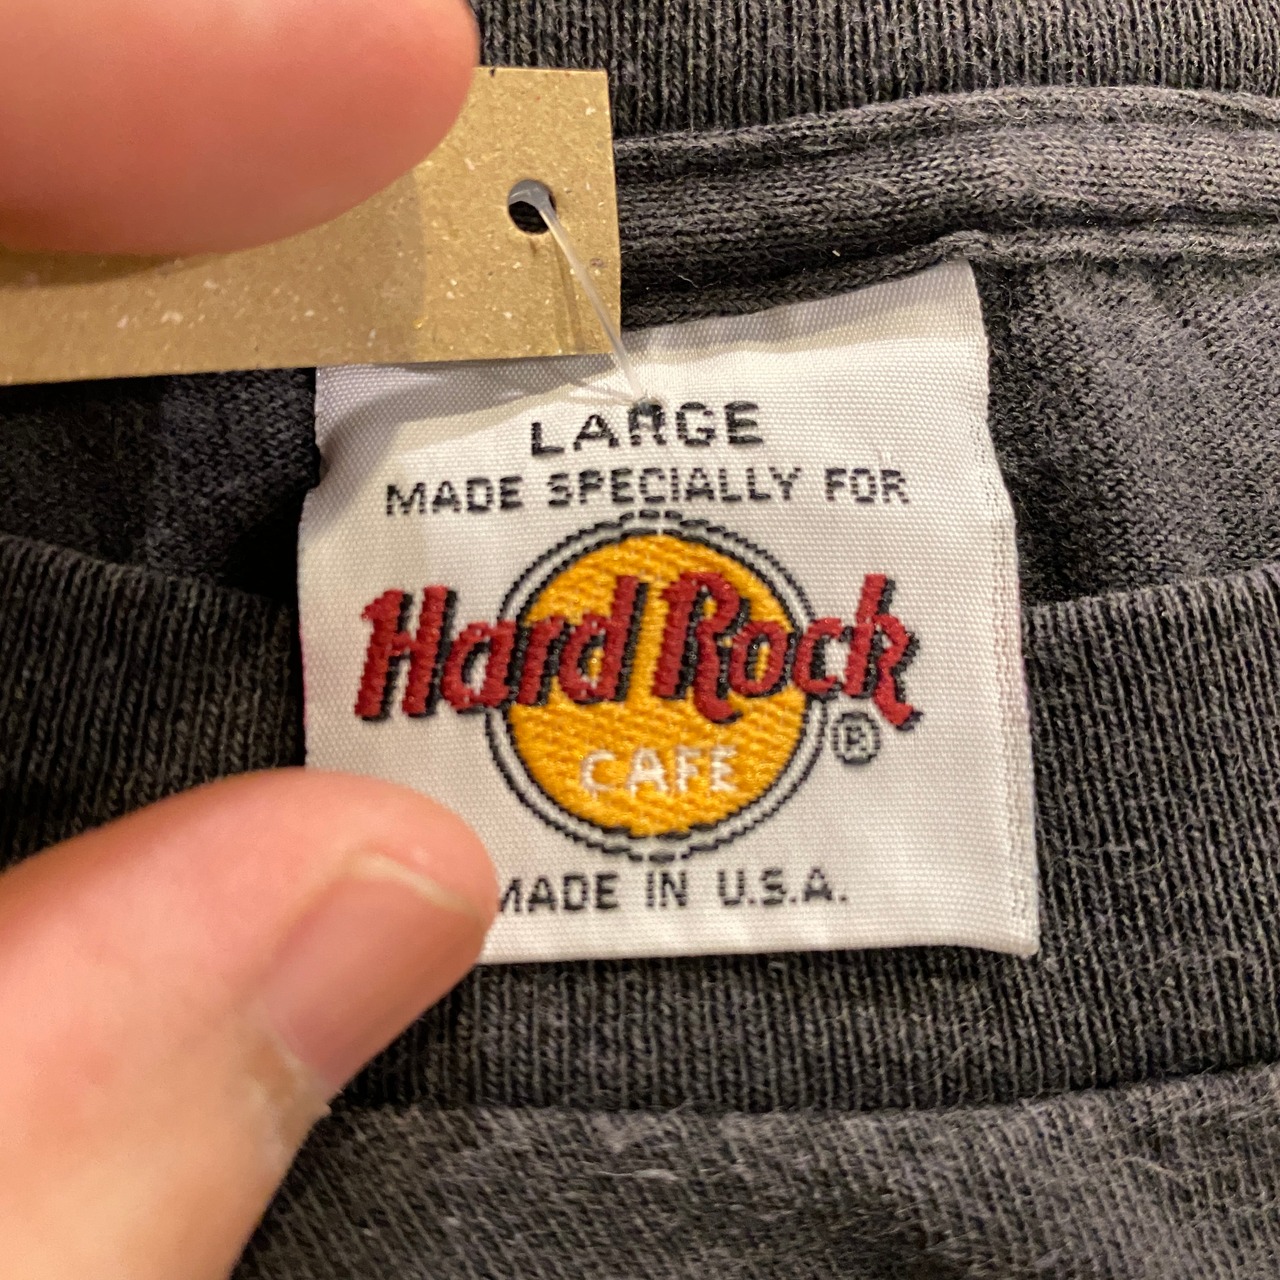 LARGE
MADE SPECIALLY FOR
Hard Rock
CAFE
®
MADE IN U.S.A.